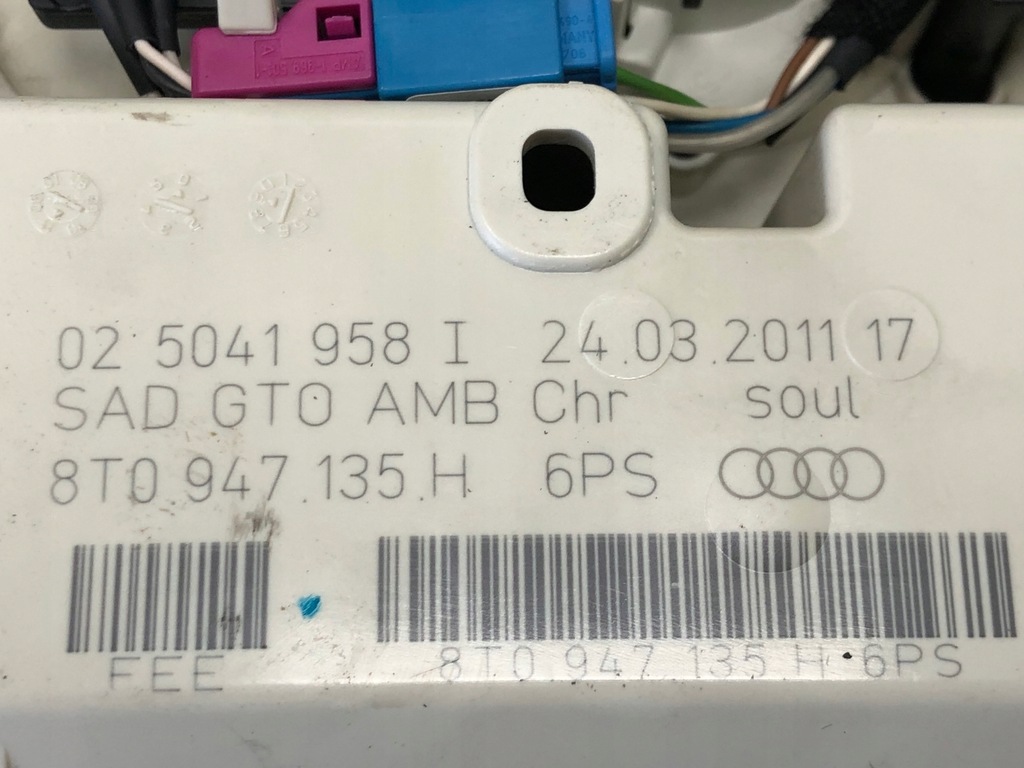 A
02 5041 958 I 24.03.2011 17
SAD GTO AMB Chr soul
8T0.947.135.H 6PS
FEE
8T0 947 135 H 6PS